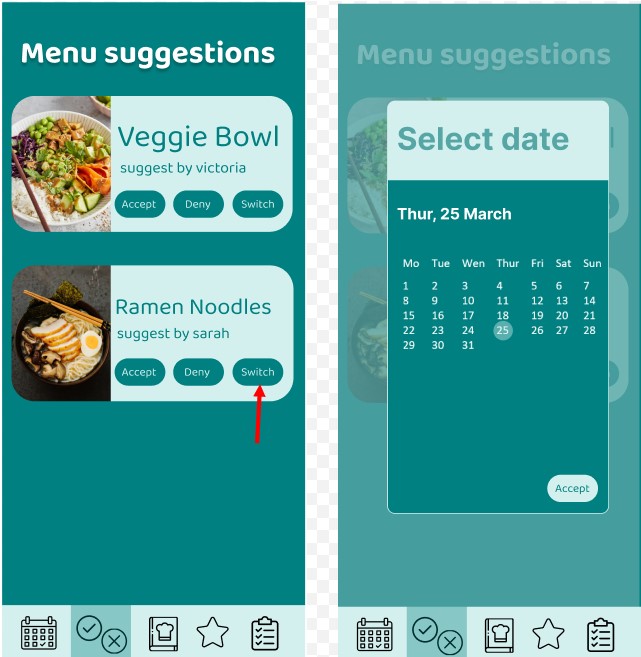 Menu suggestions
Veggie Bowl
suggest by victoria
Accept Deny Switch
Ramen Noodles
suggest by sarah
Accept Deny Switch
Menu suggestions
Select date
Thur, 25 March
Mo Tue Wen Thur Fri Sat Sun
1 2 3 4 5 6 7
8 9 10 11 12 13 14
15 16 17 18 19 20 21
22 23 24 25 26 27 28
29 30 31
Accept